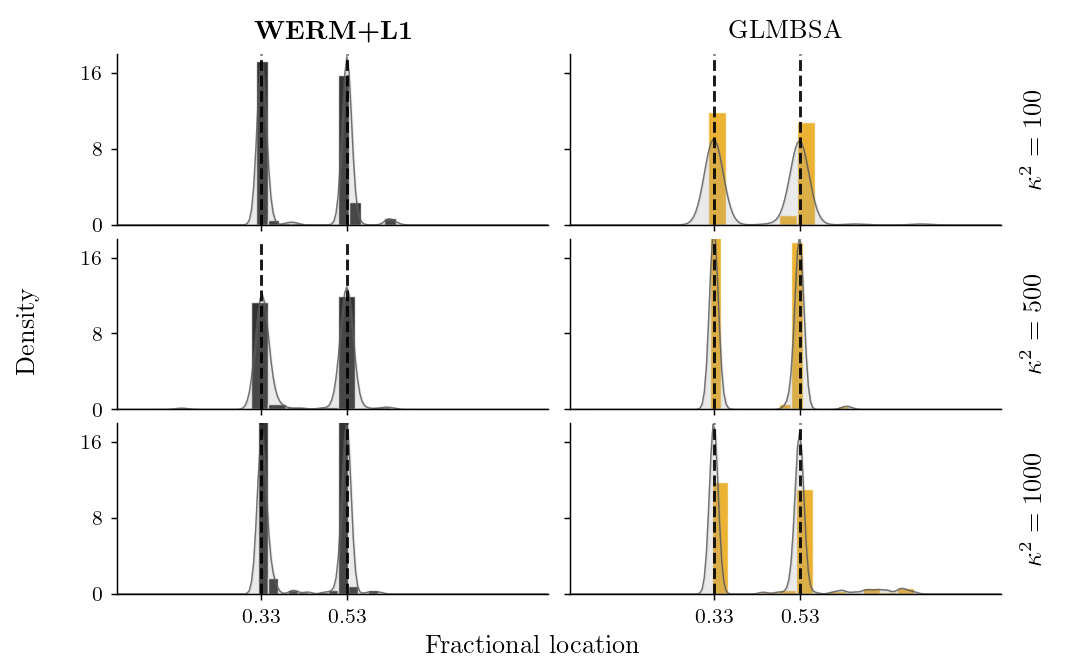 WERM+L1
GLMBSA
16
8
0
κ² = 100
16
8
0
κ² = 500
16
8
0
κ² = 1000
Density
0.33
0.53
0.33
0.53
Fractional location